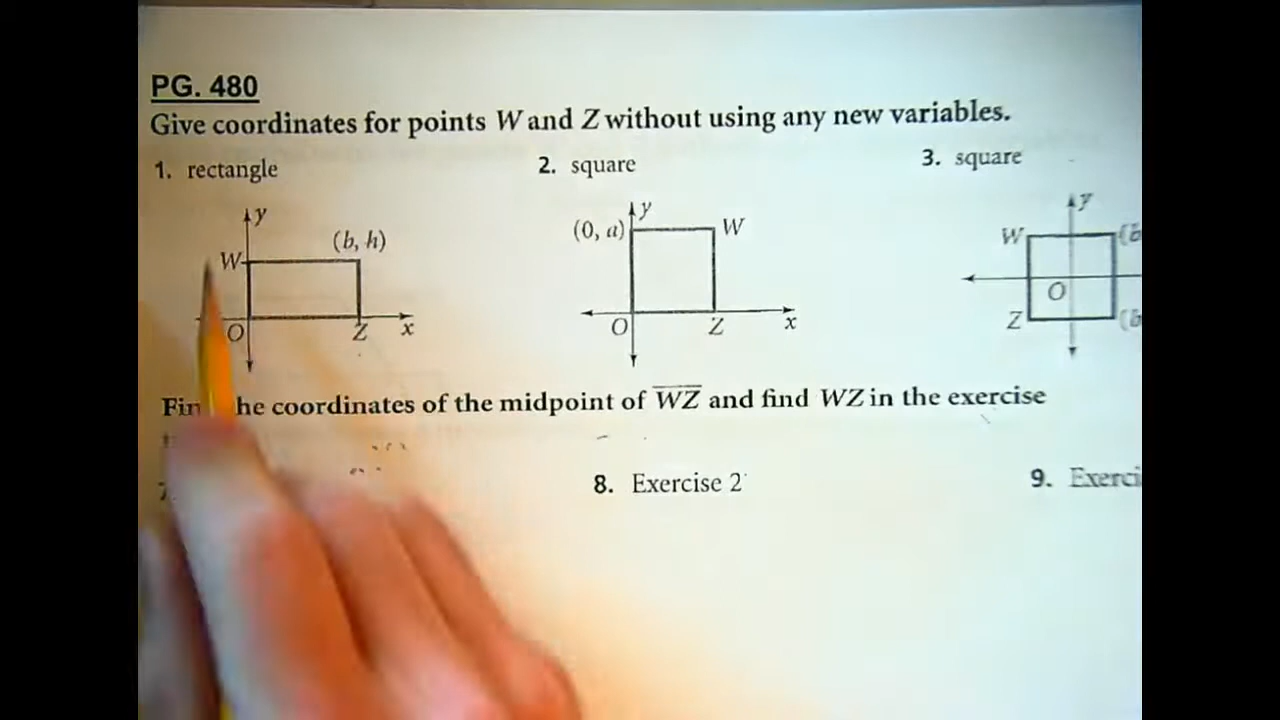 PG. 480
Give coordinates for points W and Z without using any new variables.
1. rectangle
2. square
3. square
y
(b, h)
W
O
Z
x
y
(0, a)
W
O
Z
x
y
W
(b
O
Z
(b
he coordinates of the midpoint of WZ and find WZ in the exercise
8. Exercise 2
9. Exerci